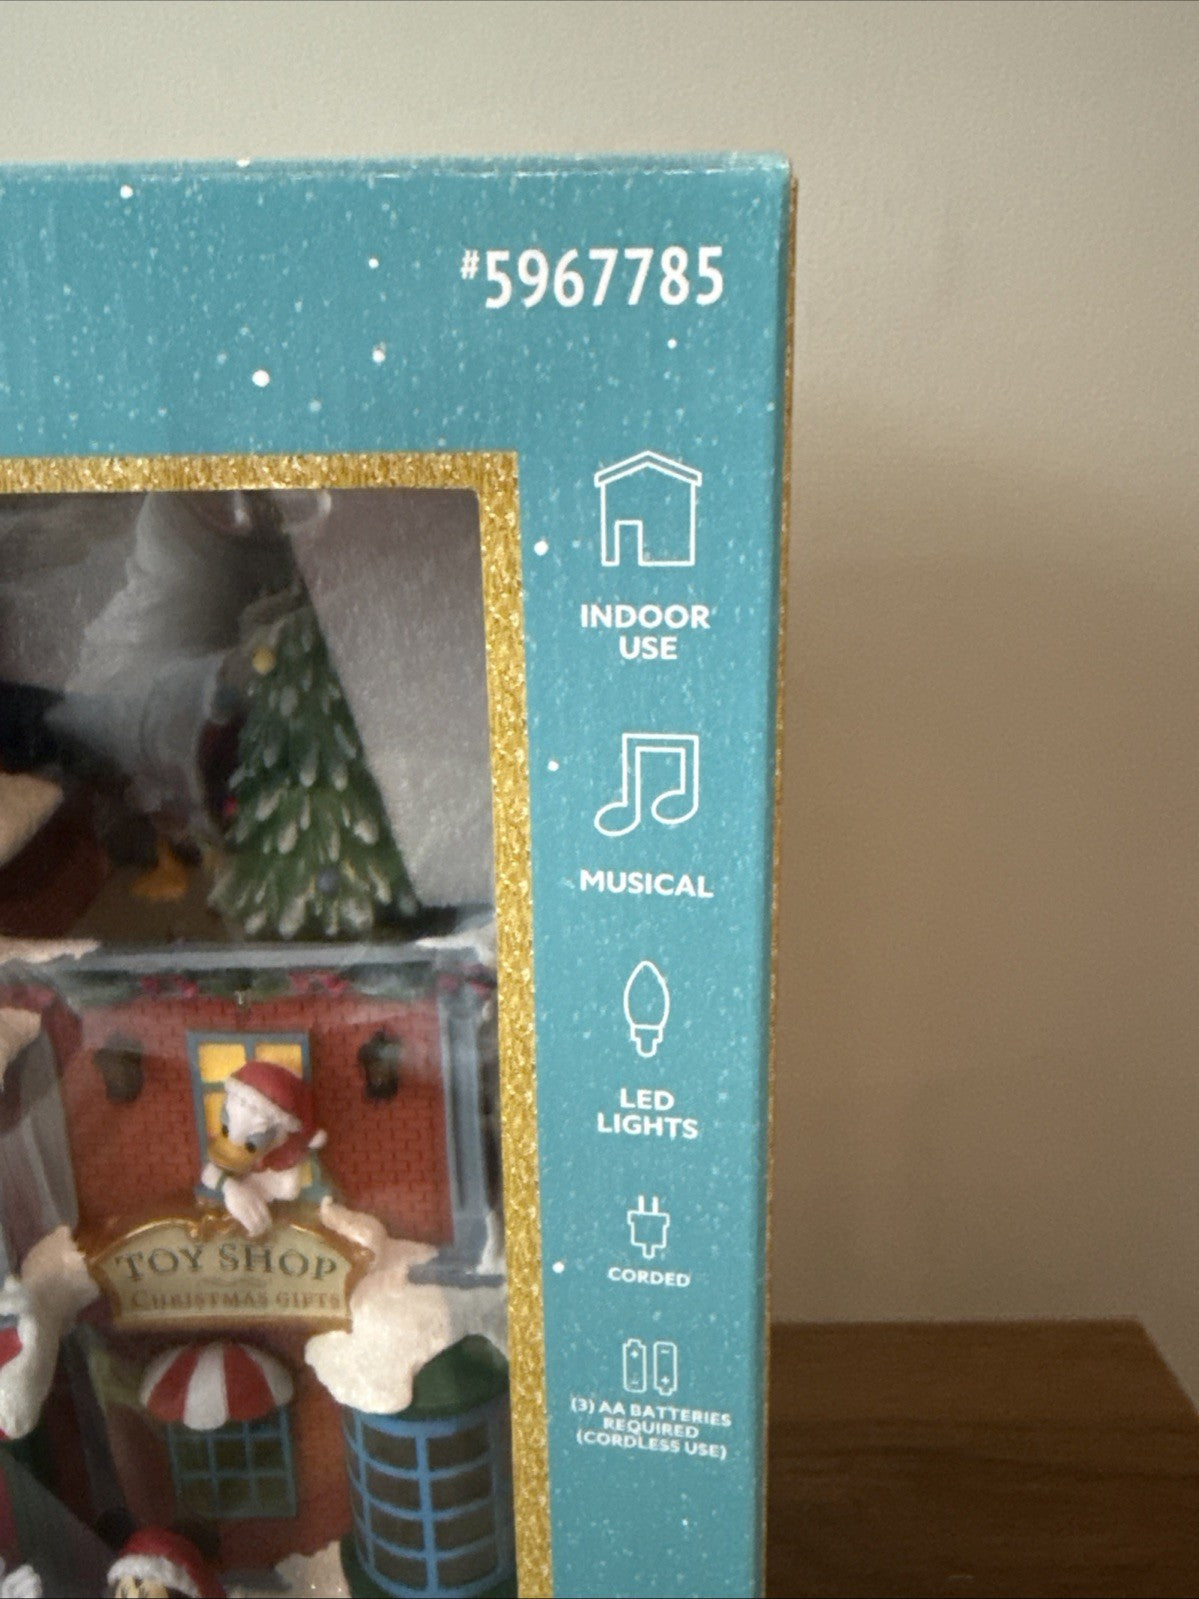 #5967785
INDOOR
USE
MUSICAL
LED
LIGHTS
CORDED
(3) AA BATTERIES
REQUIRED
(CORDLESS USE)
TOY SHOP
CHRISTMAS GIFTS